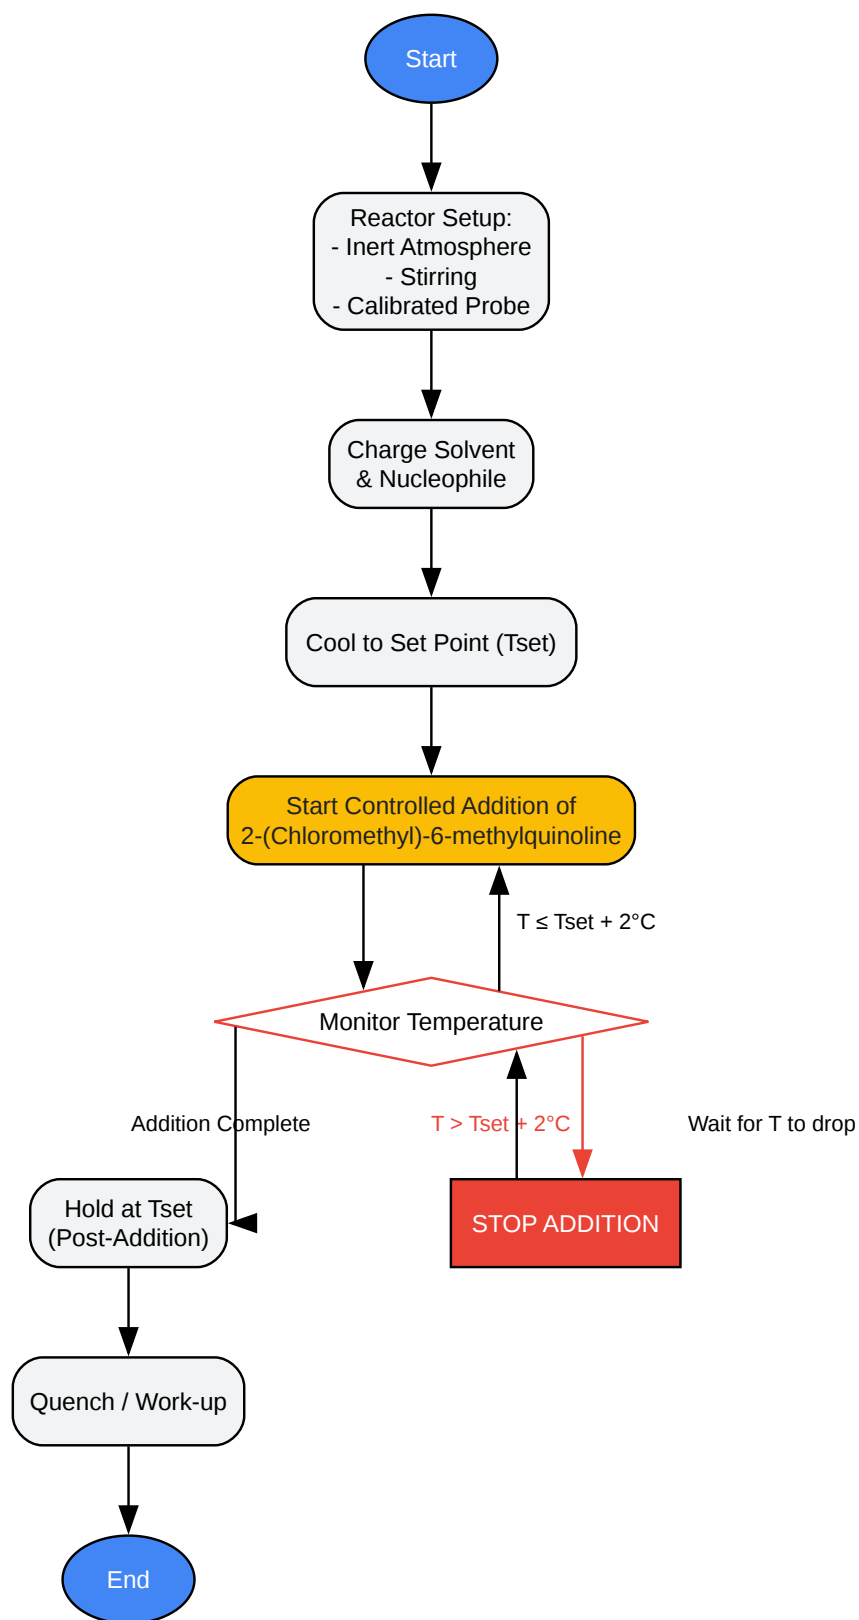 Start
Reactor Setup:
- Inert Atmosphere
- Stirring
- Calibrated Probe
Charge Solvent
& Nucleophile
Cool to Set Point (Tset)
Start Controlled Addition of
2-(Chloromethyl)-6-methylquinoline
T ≤ Tset + 2°C
Monitor Temperature
Addition Complete
T > Tset + 2°C
Wait for T to drop
Hold at Tset
(Post-Addition)
STOP ADDITION
Quench / Work-up
End